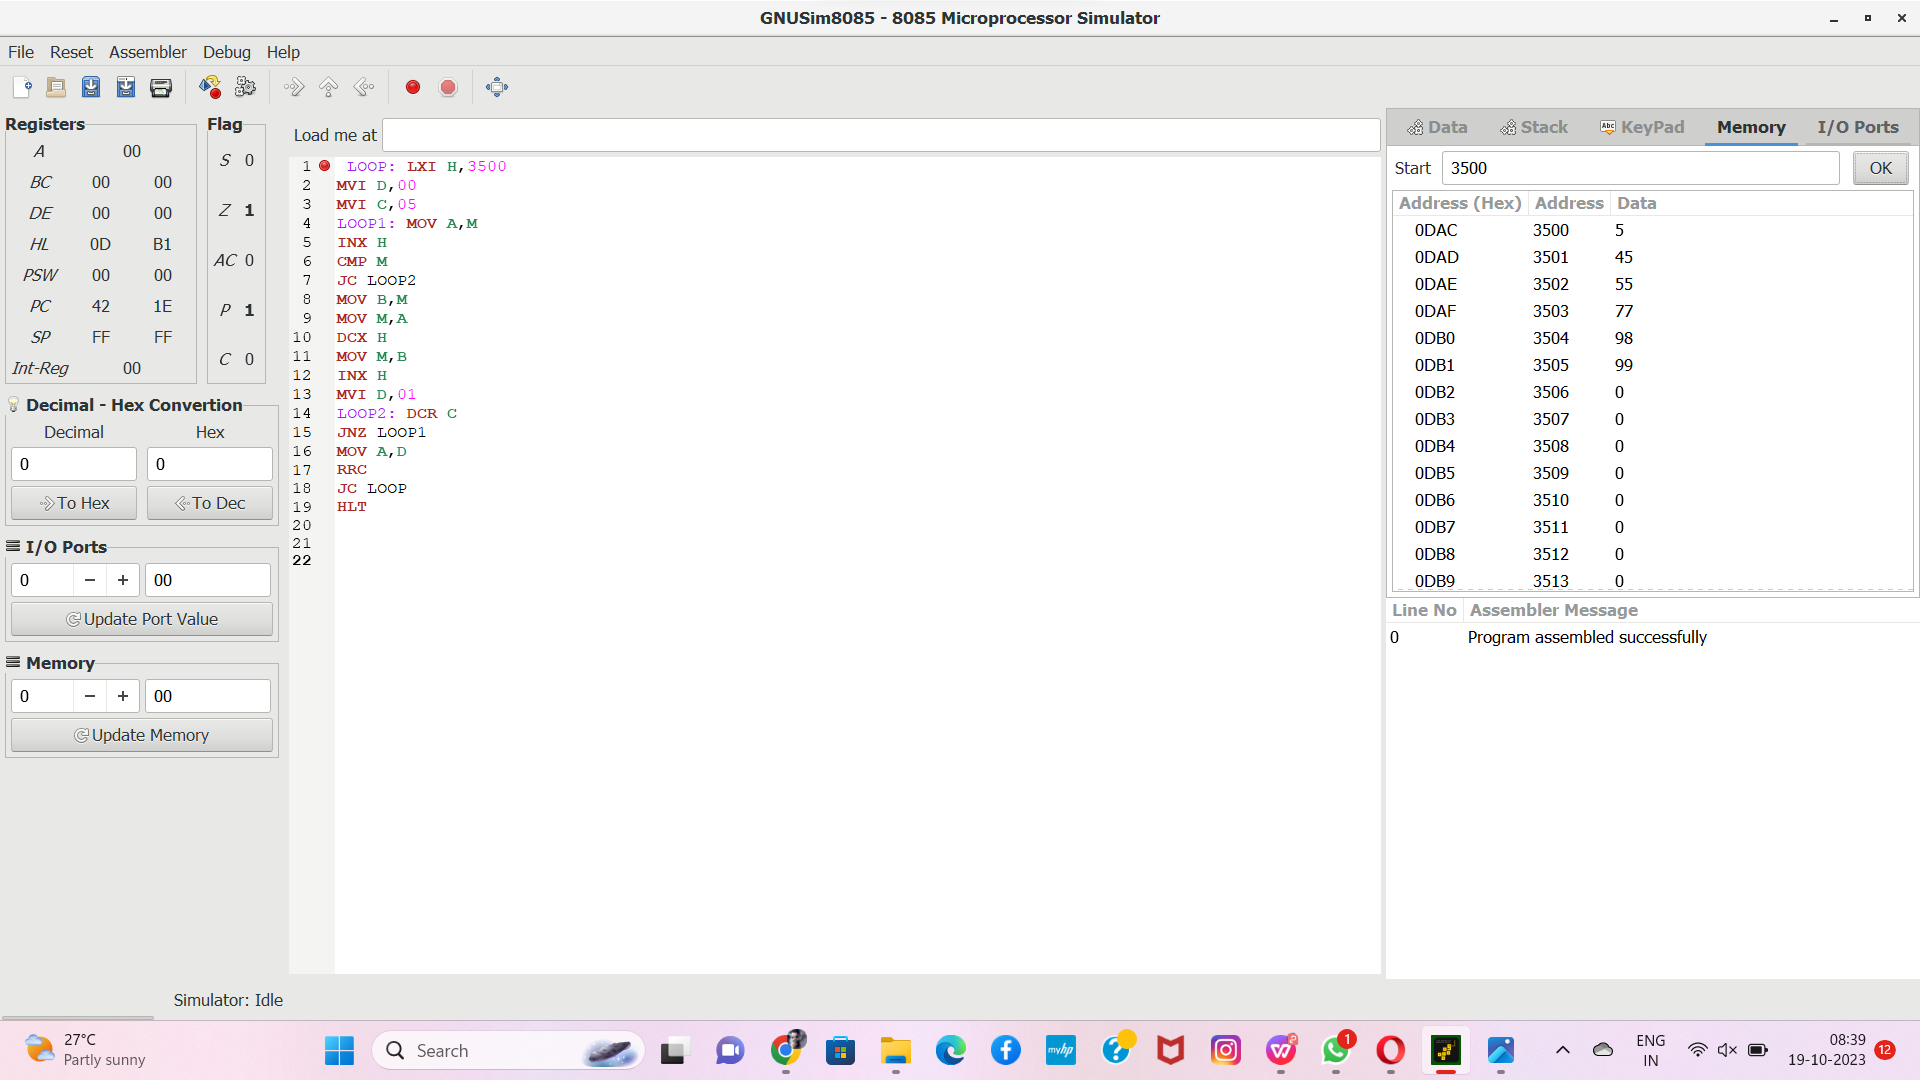 GNUSim8085 - 8085 Microprocessor Simulator
File Reset Assembler Debug Help
Registers
A 00
BC 00 00
DE 00 00
HL 0D B1
PSW 00 00
PC 42 1E
SP FF FF
Int-Reg 00
Flag
S 0
Z 1
AC 0
P 1
C 0
Decimal - Hex Convertion
Decimal Hex
0 0
To Hex To Dec
I/O Ports
0 − + 00
Update Port Value
Memory
0 − + 00
Update Memory
Load me at
1 LOOP: LXI H,3500
2 MVI D,00
3 MVI C,05
4 LOOP1: MOV A,M
5 INX H
6 CMP M
7 JC LOOP2
8 MOV B,M
9 MOV M,A
10 DCX H
11 MOV M,B
12 INX H
13 MVI D,01
14 LOOP2: DCR C
15 JNZ LOOP1
16 MOV A,D
17 RRC
18 JC LOOP
19 HLT
20
21
22
Data Stack Abc KeyPad Memory I/O Ports
Start 3500 OK
Address (Hex) Address Data
0DAC 3500 5
0DAD 3501 45
0DAE 3502 55
0DAF 3503 77
0DB0 3504 98
0DB1 3505 99
0DB2 3506 0
0DB3 3507 0
0DB4 3508 0
0DB5 3509 0
0DB6 3510 0
0DB7 3511 0
0DB8 3512 0
0DB9 3513 0
Line No Assembler Message
0 Program assembled successfully
Simulator: Idle
27°C
Partly sunny
Search
myhp
1
ENG
IN
08:39
19-10-2023
12